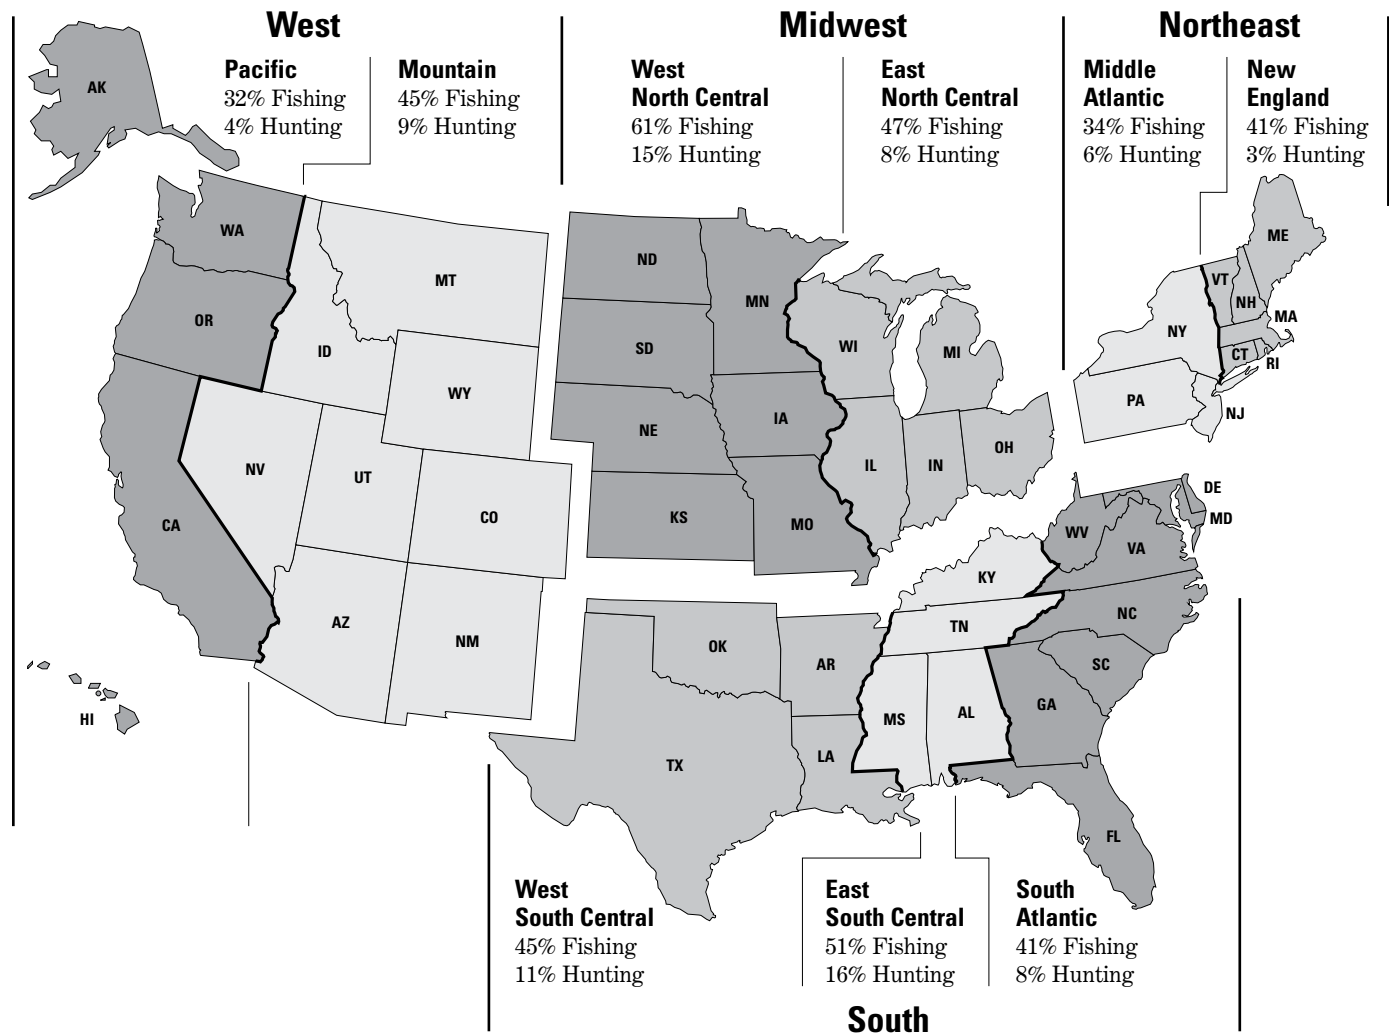 West
Midwest
Northeast
Pacific
32% Fishing
4% Hunting
Mountain
45% Fishing
9% Hunting
West
North Central
61% Fishing
15% Hunting
East
North Central
47% Fishing
8% Hunting
Middle
Atlantic
34% Fishing
6% Hunting
New
England
41% Fishing
3% Hunting
AK
WA
OR
CA
HI
MT
ID
WY
NV
UT
CO
AZ
NM
ND
MN
SD
NE
IA
KS
MO
WI
MI
IL
IN
OH
ME
VT
NH
MA
CT
RI
NY
PA
NJ
DE
MD
WV
VA
KY
TN
NC
SC
OK
AR
MS
AL
GA
TX
LA
FL
West
South Central
45% Fishing
11% Hunting
East
South Central
51% Fishing
16% Hunting
South
Atlantic
41% Fishing
8% Hunting
South